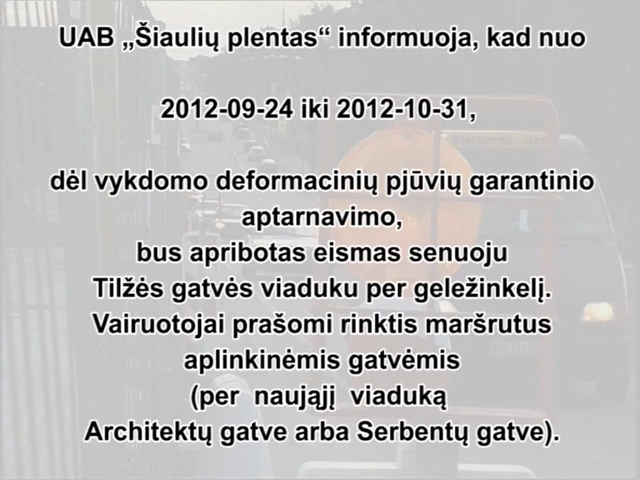 UAB „Šiaulių plentas“ informuoja, kad nuo
2012-09-24 iki 2012-10-31,
dėl vykdomo deformacinių pjūvių garantinio
aptarnavimo,
bus apribotas eismas senuoju
Tilžės gatvės viaduku per geležinkelį.
Vairuotojai prašomi rinktis maršrutus
aplinkinėmis gatvėmis
(per naująjį viaduką
Architektų gatve arba Serbentų gatve).